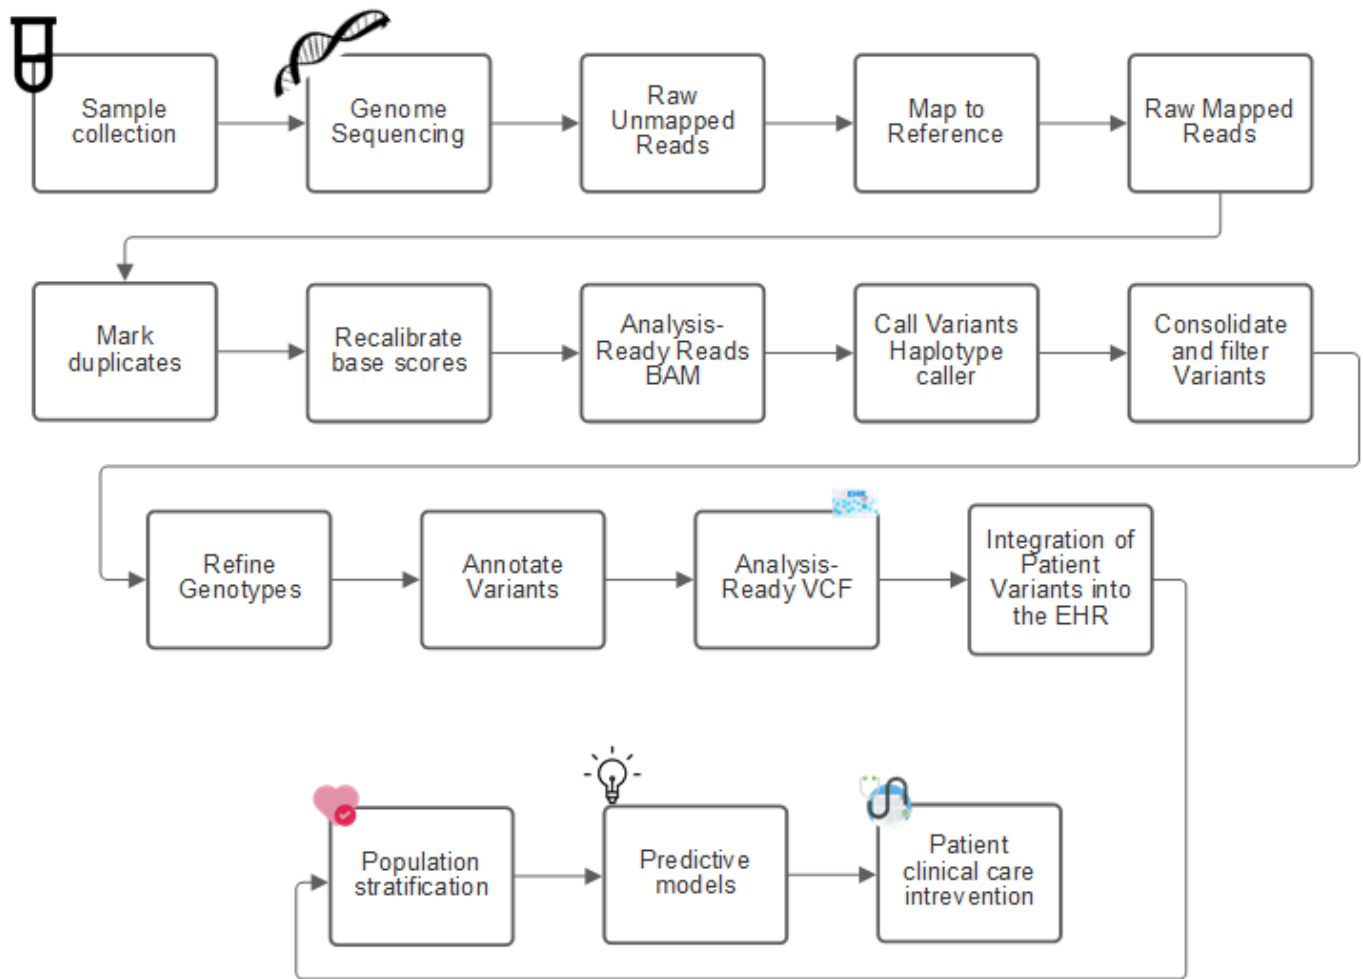 Sample
collection
Genome
Sequencing
Raw
Unmapped
Reads
Map to
Reference
Raw Mapped
Reads
Mark
duplicates
Recalibrate
base scores
Analysis-
Ready Reads
BAM
Call Variants
Haplotype
caller
Consolidate
and filter
Variants
Refine
Genotypes
Annotate
Variants
EHR
Analysis-
Ready VCF
Integration of
Patient
Variants into
the EHR
Population
stratification
Predictive
models
Patient
clinical care
intrevention